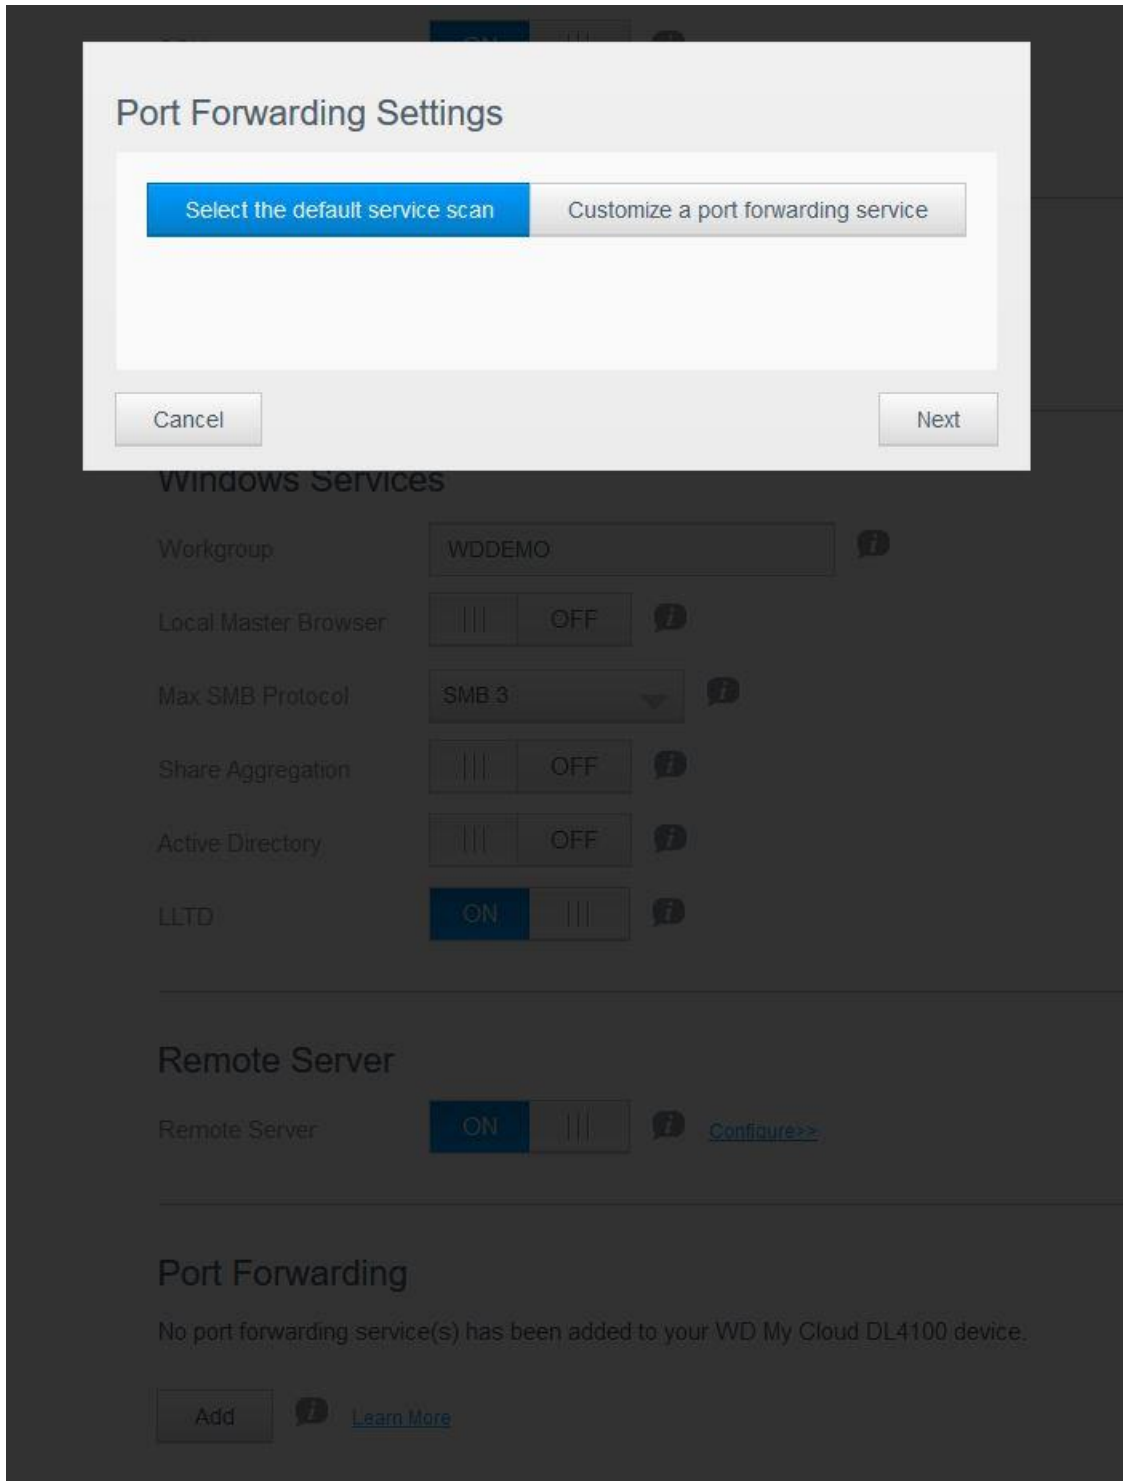 ON
Port Forwarding Settings
Select the default service scan Customize a port forwarding service
Cancel Next
Windows Services
Workgroup WDDEMO
Local Master Browser OFF
Max SMB Protocol SMB 3
Share Aggregation OFF
Active Directory OFF
LLTD ON
Remote Server
Remote Server ON Configure>>
Port Forwarding
No port forwarding service(s) has been added to your WD My Cloud DL4100 device.
Add Learn More